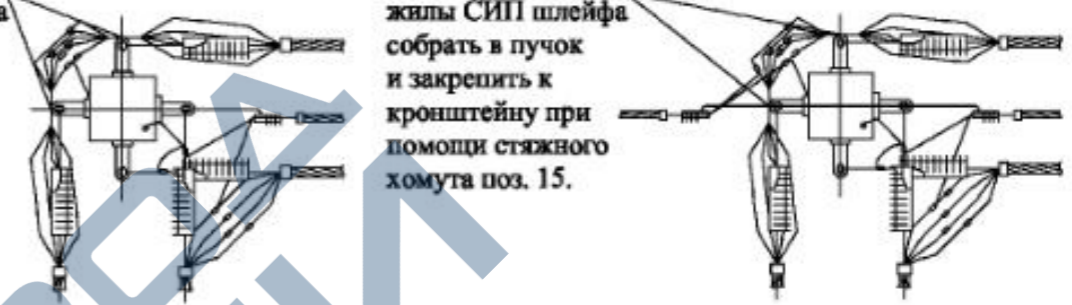 а
жилы СИП шлейфа
собрать в пучок
и закрепить к
кронштейну при
помощи стяжного
хомута поз. 15.